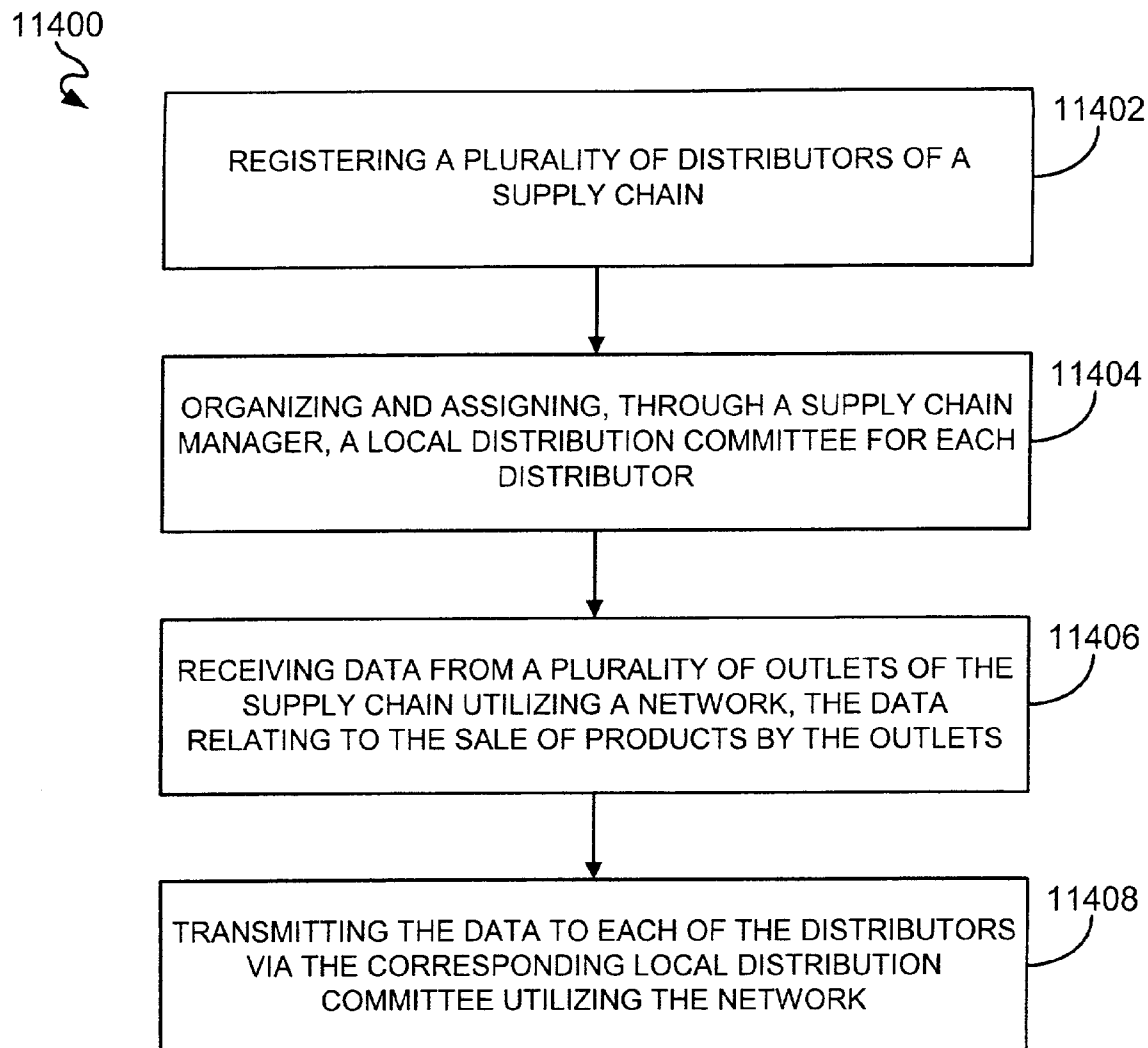 11400
11402
REGISTERING A PLURALITY OF DISTRIBUTORS OF A
SUPPLY CHAIN
11404
ORGANIZING AND ASSIGNING, THROUGH A SUPPLY CHAIN
MANAGER, A LOCAL DISTRIBUTION COMMITTEE FOR EACH
DISTRIBUTOR
11406
RECEIVING DATA FROM A PLURALITY OF OUTLETS OF THE
SUPPLY CHAIN UTILIZING A NETWORK, THE DATA
RELATING TO THE SALE OF PRODUCTS BY THE OUTLETS
11408
TRANSMITTING THE DATA TO EACH OF THE DISTRIBUTORS
VIA THE CORRESPONDING LOCAL DISTRIBUTION
COMMITTEE UTILIZING THE NETWORK